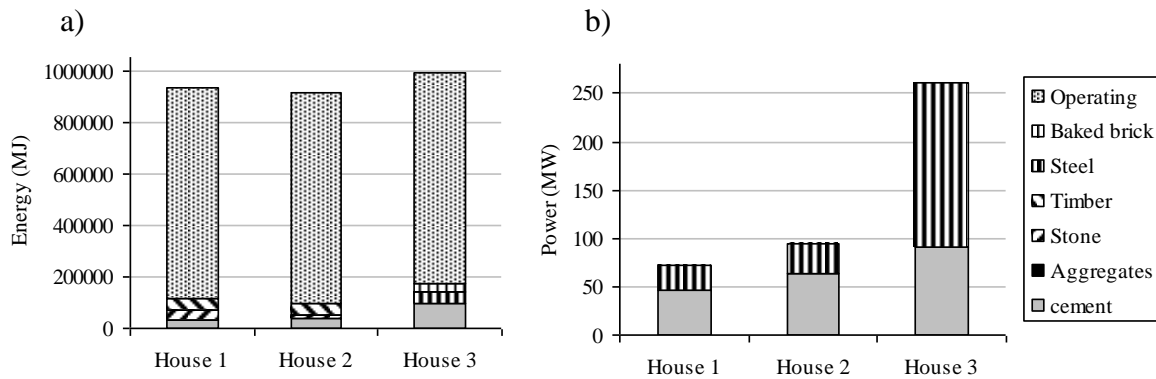 a)
Energy (MJ)
1000000
800000
600000
400000
200000
0
House 1
House 2
House 3
b)
Power (MW)
250
200
150
100
50
0
House 1
House 2
House 3
Operating
Baked brick
Steel
Timber
Stone
Aggregates
cement